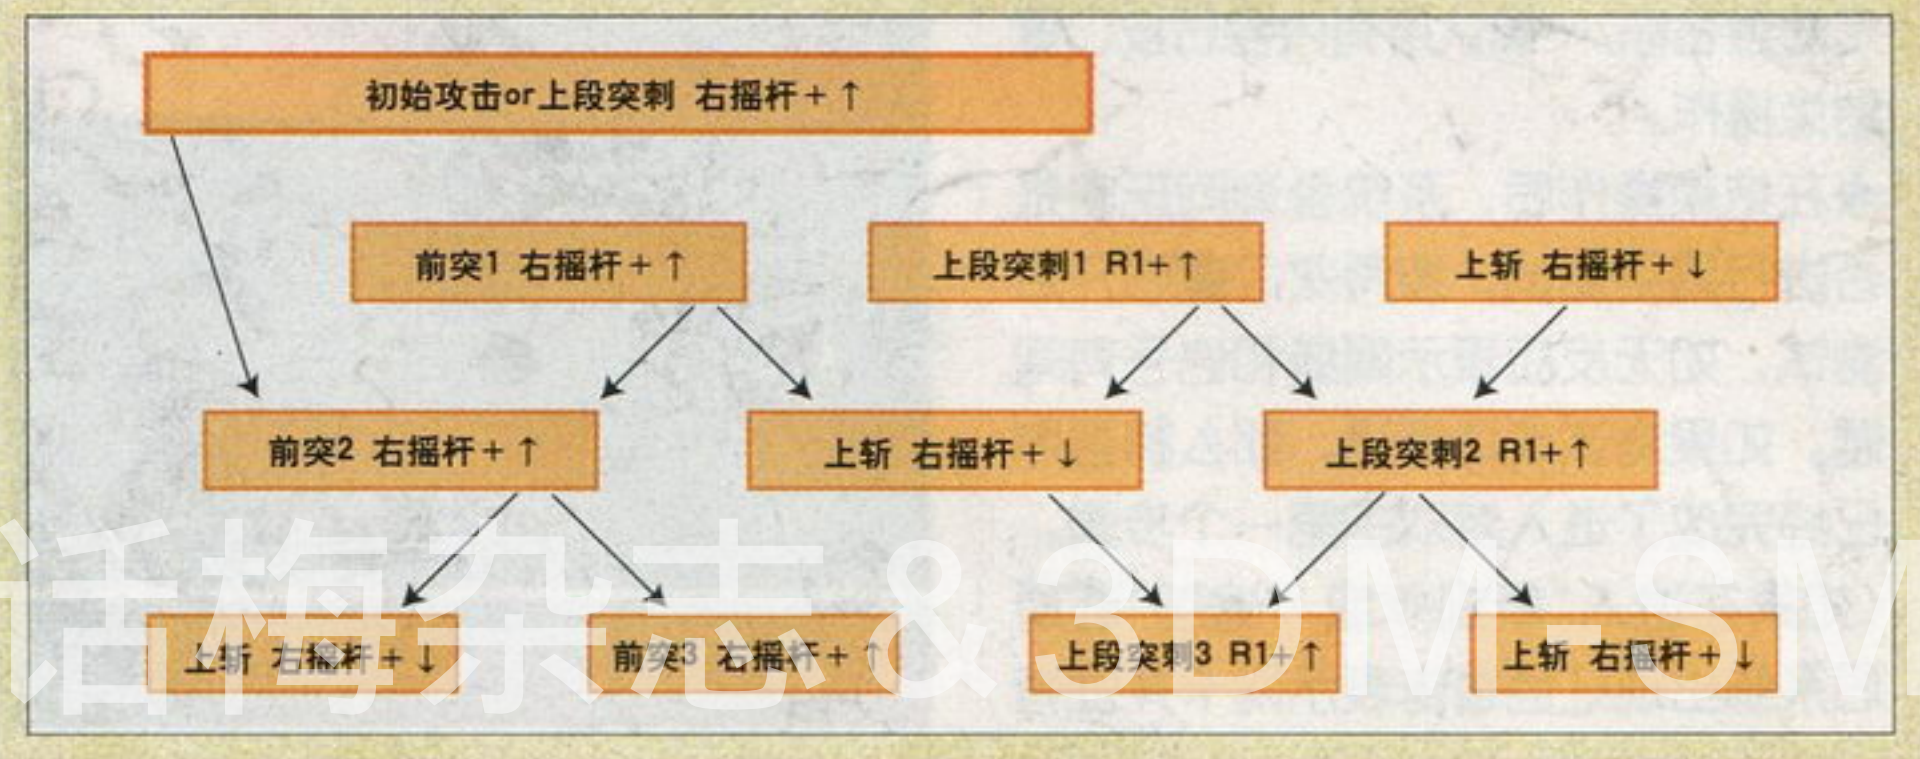 初始攻击or上段突刺 右摇杆+↑
前突1 右摇杆+↑
上段突刺1 R1+↑
上斩 右摇杆+↓
前突2 右摇杆+↑
上斩 右摇杆+↓
上段突刺2 R1+↑
上斩 右摇杆+↓
前突3 右摇杆+↑
上段突刺3 R1+↑
上斩 右摇杆+↓
话梅杂志&3DM-SM